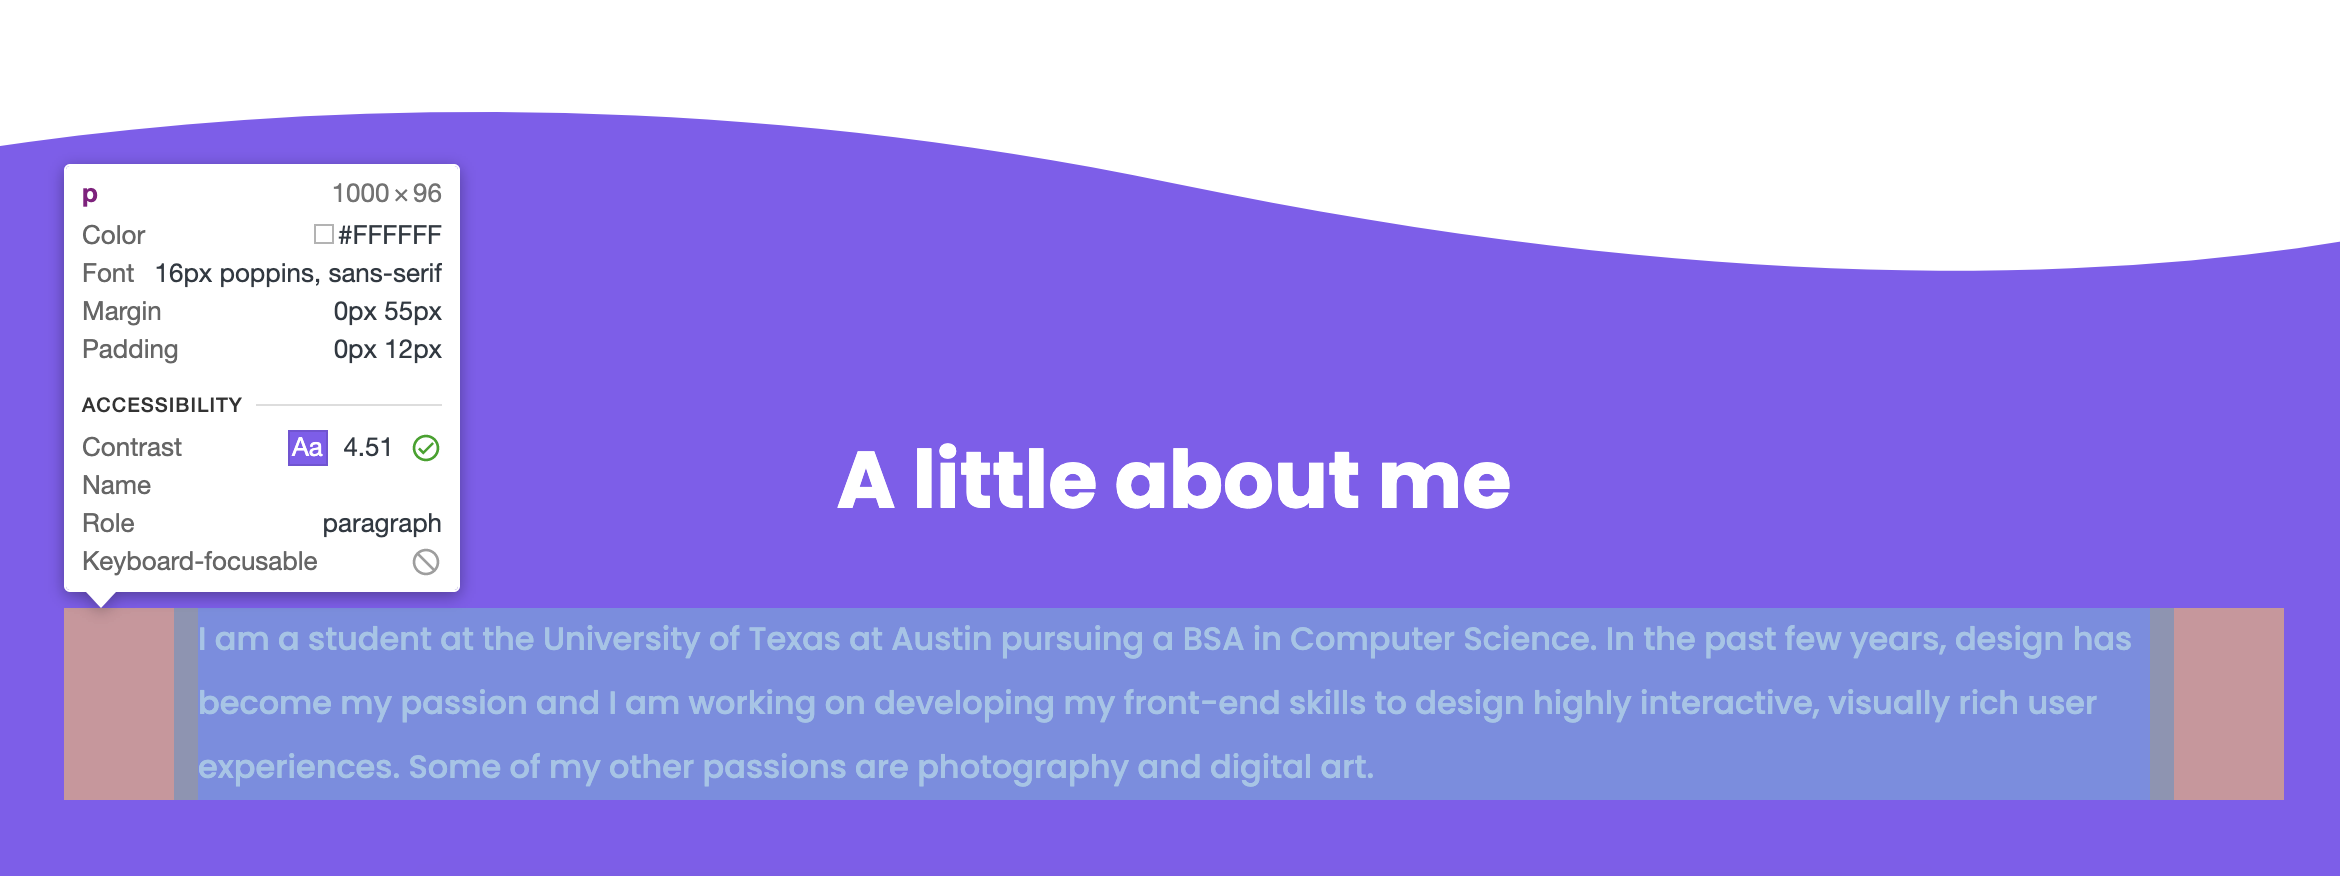 p 1000 × 96
Color #FFFFFF
Font 16px poppins, sans-serif
Margin 0px 55px
Padding 0px 12px
ACCESSIBILITY
Contrast Aa 4.51
Name
Role paragraph
Keyboard-focusable
A little about me
I am a student at the University of Texas at Austin pursuing a BSA in Computer Science. In the past few years, design has
become my passion and I am working on developing my front-end skills to design highly interactive, visually rich user
experiences. Some of my other passions are photography and digital art.